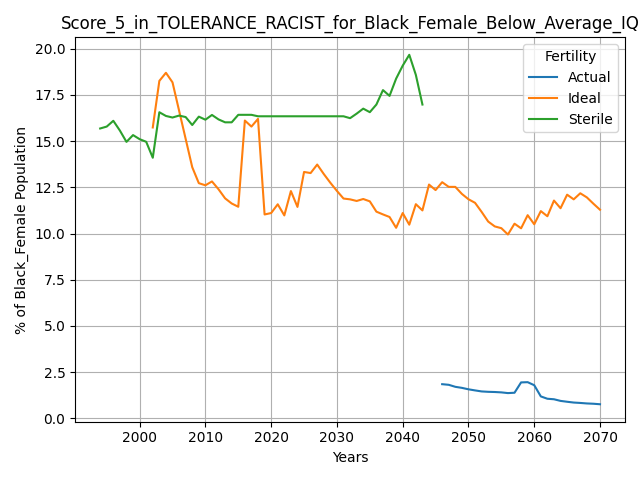 Score_5_in_TOLERANCE_RACIST_for_Black_Female_Below_Average_IQ
% of Black_Female Population
20.0
17.5
15.0
12.5
10.0
7.5
5.0
2.5
0.0
Fertility
Actual
Ideal
Sterile
2000 2010 2020 2030 2040 2050 2060 2070
Years